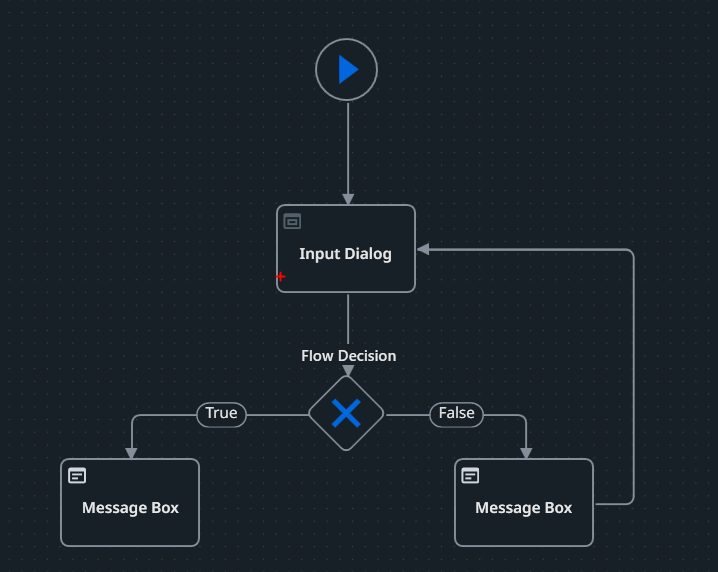 Input Dialog
Flow Decision
True
False
Message Box
Message Box